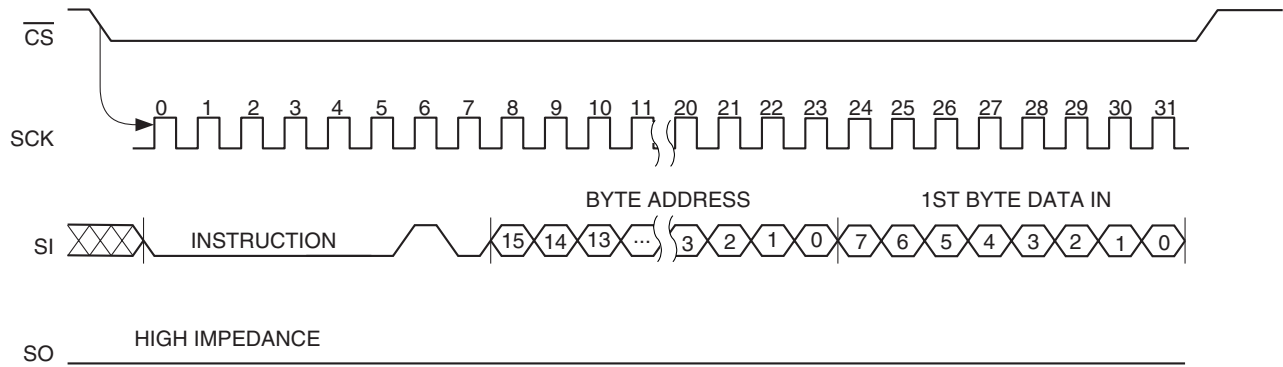 CS
0 1 2 3 4 5 6 7 8 9 10 11 20 21 22 23 24 25 26 27 28 29 30 31
SCK
BYTE ADDRESS 1ST BYTE DATA IN
SI INSTRUCTION 15 14 13 ... 3 2 1 0 7 6 5 4 3 2 1 0
HIGH IMPEDANCE
SO